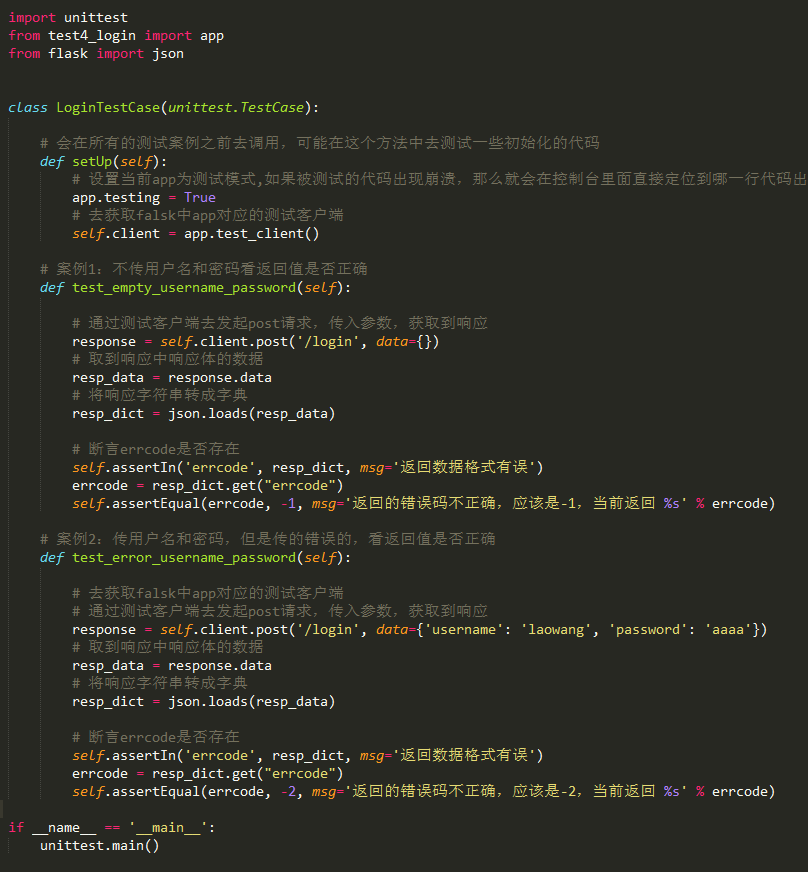 import unittest
from test4_login import app
from flask import json
class LoginTestCase(unittest.TestCase):
# 会在所有的测试案例之前去调用，可能在这个方法中去测试一些初始化的代码
def setUp(self):
# 设置当前app为测试模式,如果被测试的代码出现崩溃，那么就会在控制台里面直接定位到哪一行代码出
app.testing = True
# 去获取falsk中app对应的测试客户端
self.client = app.test_client()
# 案例1：不传用户名和密码看返回值是否正确
def test_empty_username_password(self):
# 通过测试客户端去发起post请求，传入参数，获取到响应
response = self.client.post('/login', data={})
# 取到响应中响应体的数据
resp_data = response.data
# 将响应字符串转成字典
resp_dict = json.loads(resp_data)
# 断言errcode是否存在
self.assertIn('errcode', resp_dict, msg='返回数据格式有误')
errcode = resp_dict.get("errcode")
self.assertEqual(errcode, -1, msg='返回的错误码不正确，应该是-1，当前返回 %s' % errcode)
# 案例2：传用户名和密码，但是传的错误的，看返回值是否正确
def test_error_username_password(self):
# 去获取falsk中app对应的测试客户端
# 通过测试客户端去发起post请求，传入参数，获取到响应
response = self.client.post('/login', data={'username': 'laowang', 'password': 'aaaa'})
# 取到响应中响应体的数据
resp_data = response.data
# 将响应字符串转成字典
resp_dict = json.loads(resp_data)
# 断言errcode是否存在
self.assertIn('errcode', resp_dict, msg='返回数据格式有误')
errcode = resp_dict.get("errcode")
self.assertEqual(errcode, -2, msg='返回的错误码不正确，应该是-2，当前返回 %s' % errcode)
if __name__ == '__main__':
unittest.main()